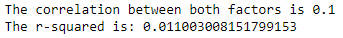 The correlation between both factors is 0.1
The r-squared is: 0.011003008151799153